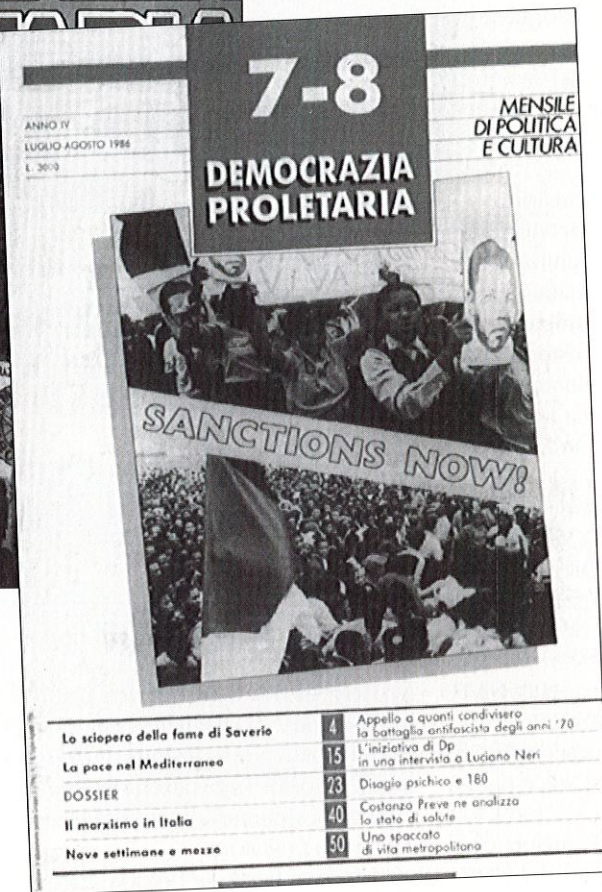 7-8
ANNO IV
LUGLIO AGOSTO 1986
L. 3000
MENSILE
DI POLITICA
E CULTURA
DEMOCRAZIA
PROLETARIA
VIVA
SANCTIONS NOW!
Lo sciopero della fame di Saverio
4
Appello a quanti condivisero
la battaglia antifascista degli anni '70
La pace nel Mediterraneo
15
L'iniziativa di Dp
in una intervista a Luciano Neri
DOSSIER
23
Disagio psichico e 180
Il marxismo in Italia
40
Costanzo Preve ne analizza
lo stato di salute
Nove settimane e mezzo
50
Uno spaccato
di vita metropolitana